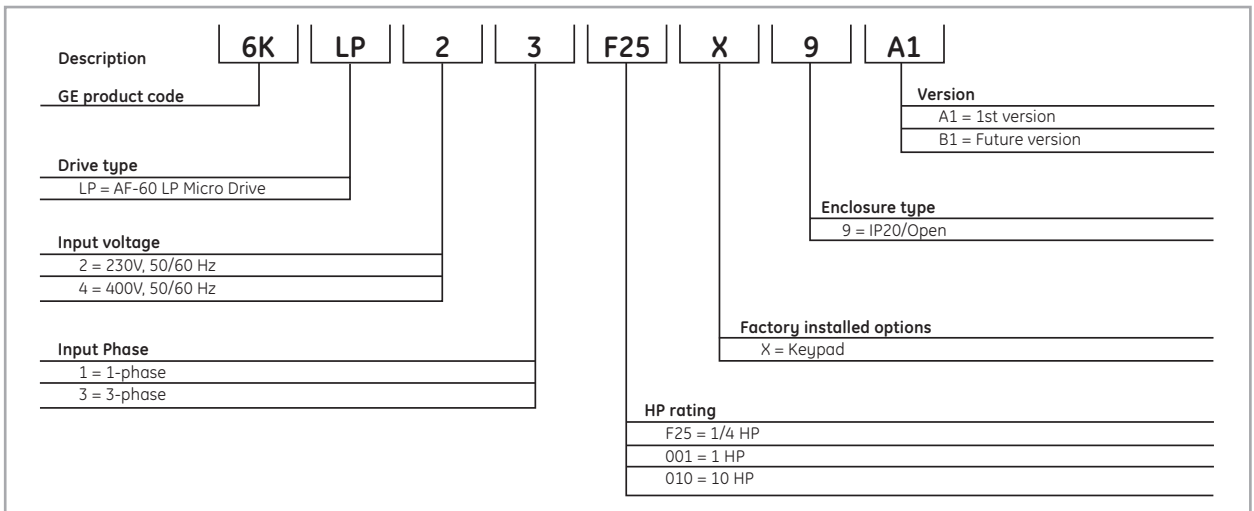 Description 6K LP 2 3 F25 X 9 A1
GE product code
Version
A1 = 1st version
B1 = Future version
Drive type
LP = AF-60 LP Micro Drive
Enclosure type
9 = IP20/Open
Input voltage
2 = 230V, 50/60 Hz
4 = 400V, 50/60 Hz
Factory installed options
X = Keypad
Input Phase
1 = 1-phase
3 = 3-phase
HP rating
F25 = 1/4 HP
001 = 1 HP
010 = 10 HP